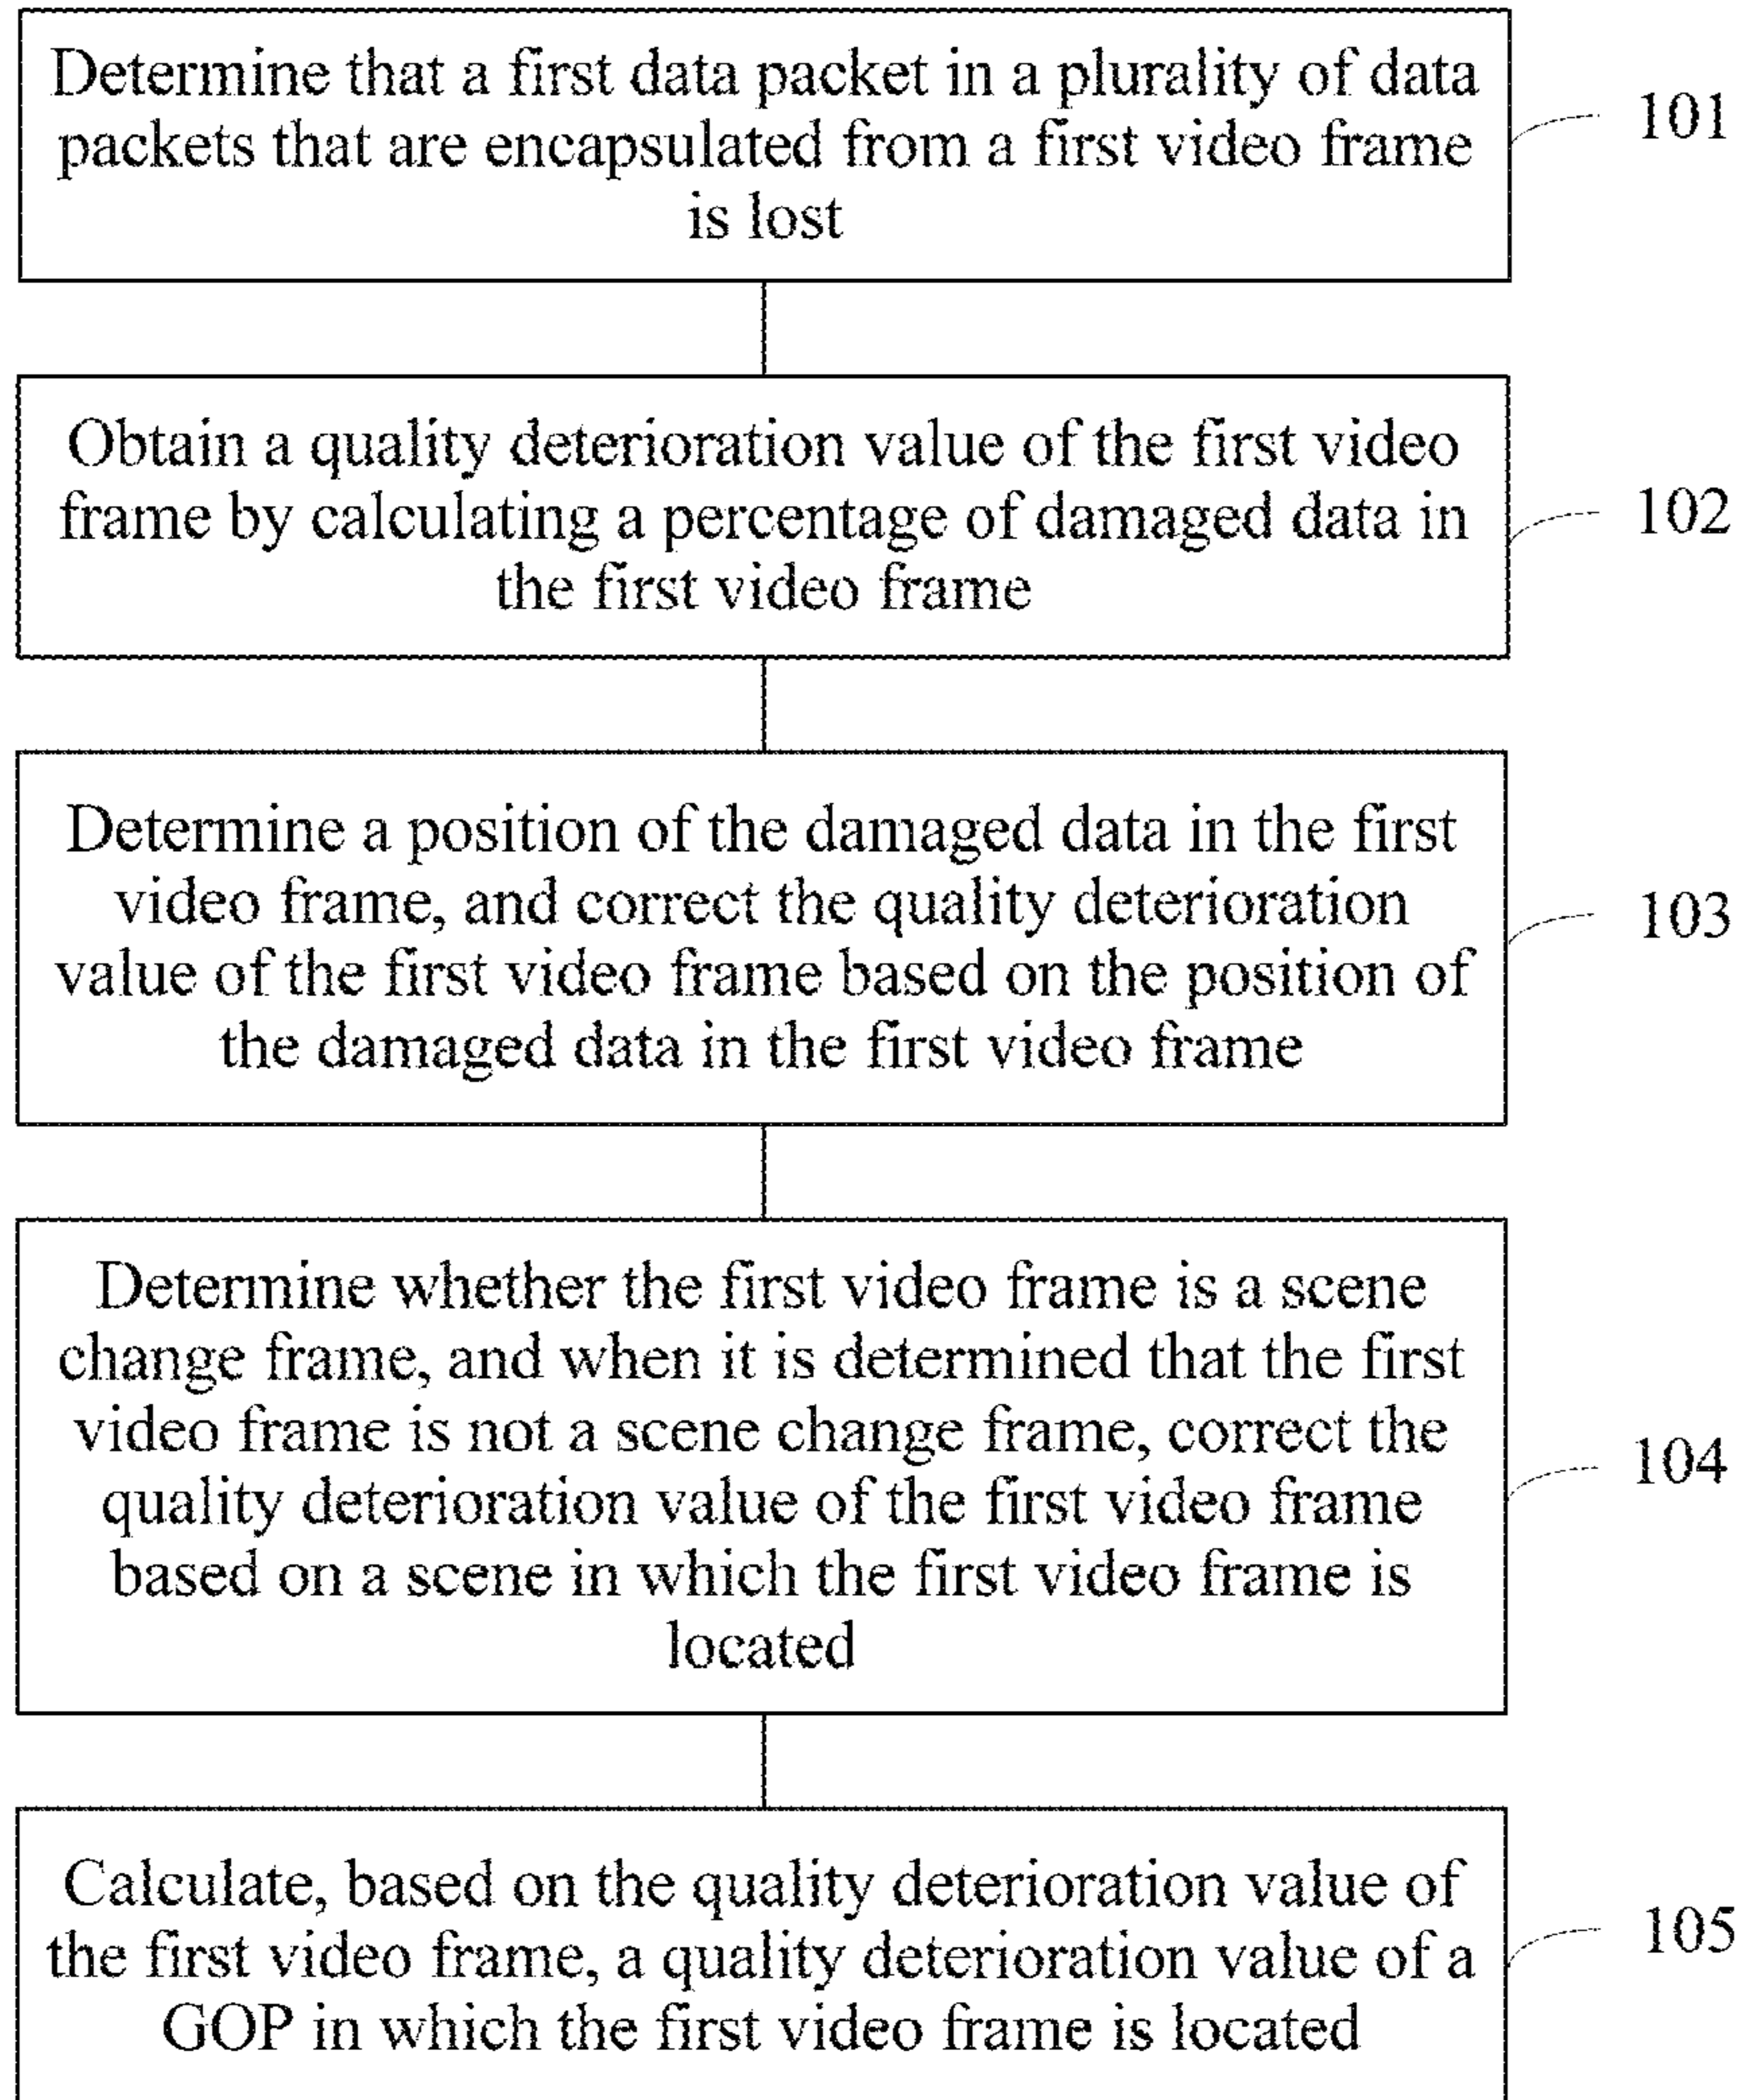 Determine that a first data packet in a plurality of data
packets that are encapsulated from a first video frame
is lost
101
Obtain a quality deterioration value of the first video
frame by calculating a percentage of damaged data in
the first video frame
102
Determine a position of the damaged data in the first
video frame, and correct the quality deterioration
value of the first video frame based on the position of
the damaged data in the first video frame
103
Determine whether the first video frame is a scene
change frame, and when it is determined that the first
video frame is not a scene change frame, correct the
quality deterioration value of the first video frame
based on a scene in which the first video frame is
located
104
Calculate, based on the quality deterioration value of
the first video frame, a quality deterioration value of a
GOP in which the first video frame is located
105